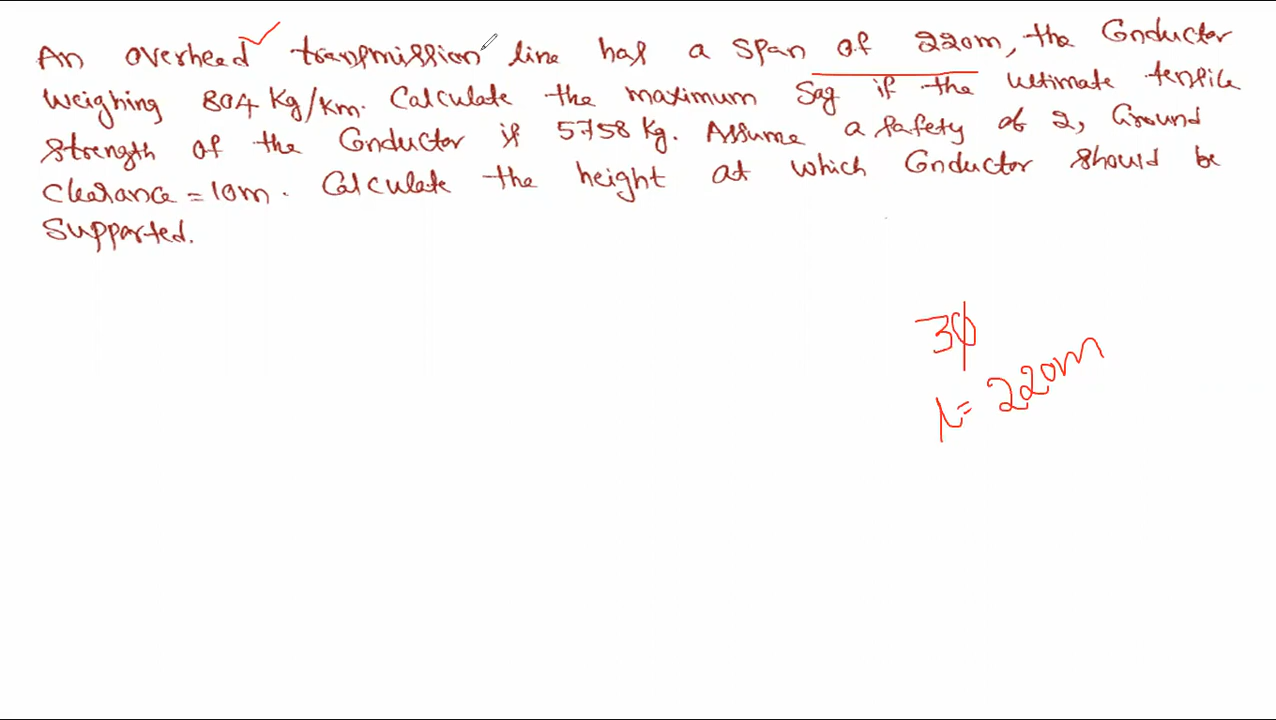 An overhead transmission line has a span of 220m, the Conductor
weighing 804 Kg/Km. Calculate the maximum Sag if the ultimate tensile
strength of the Conductor is 5758 Kg. Assume a safety of 2, Ground
Clearance = 10m. Calculate the height at which Conductor should be
Supported.
3φ
l = 220m